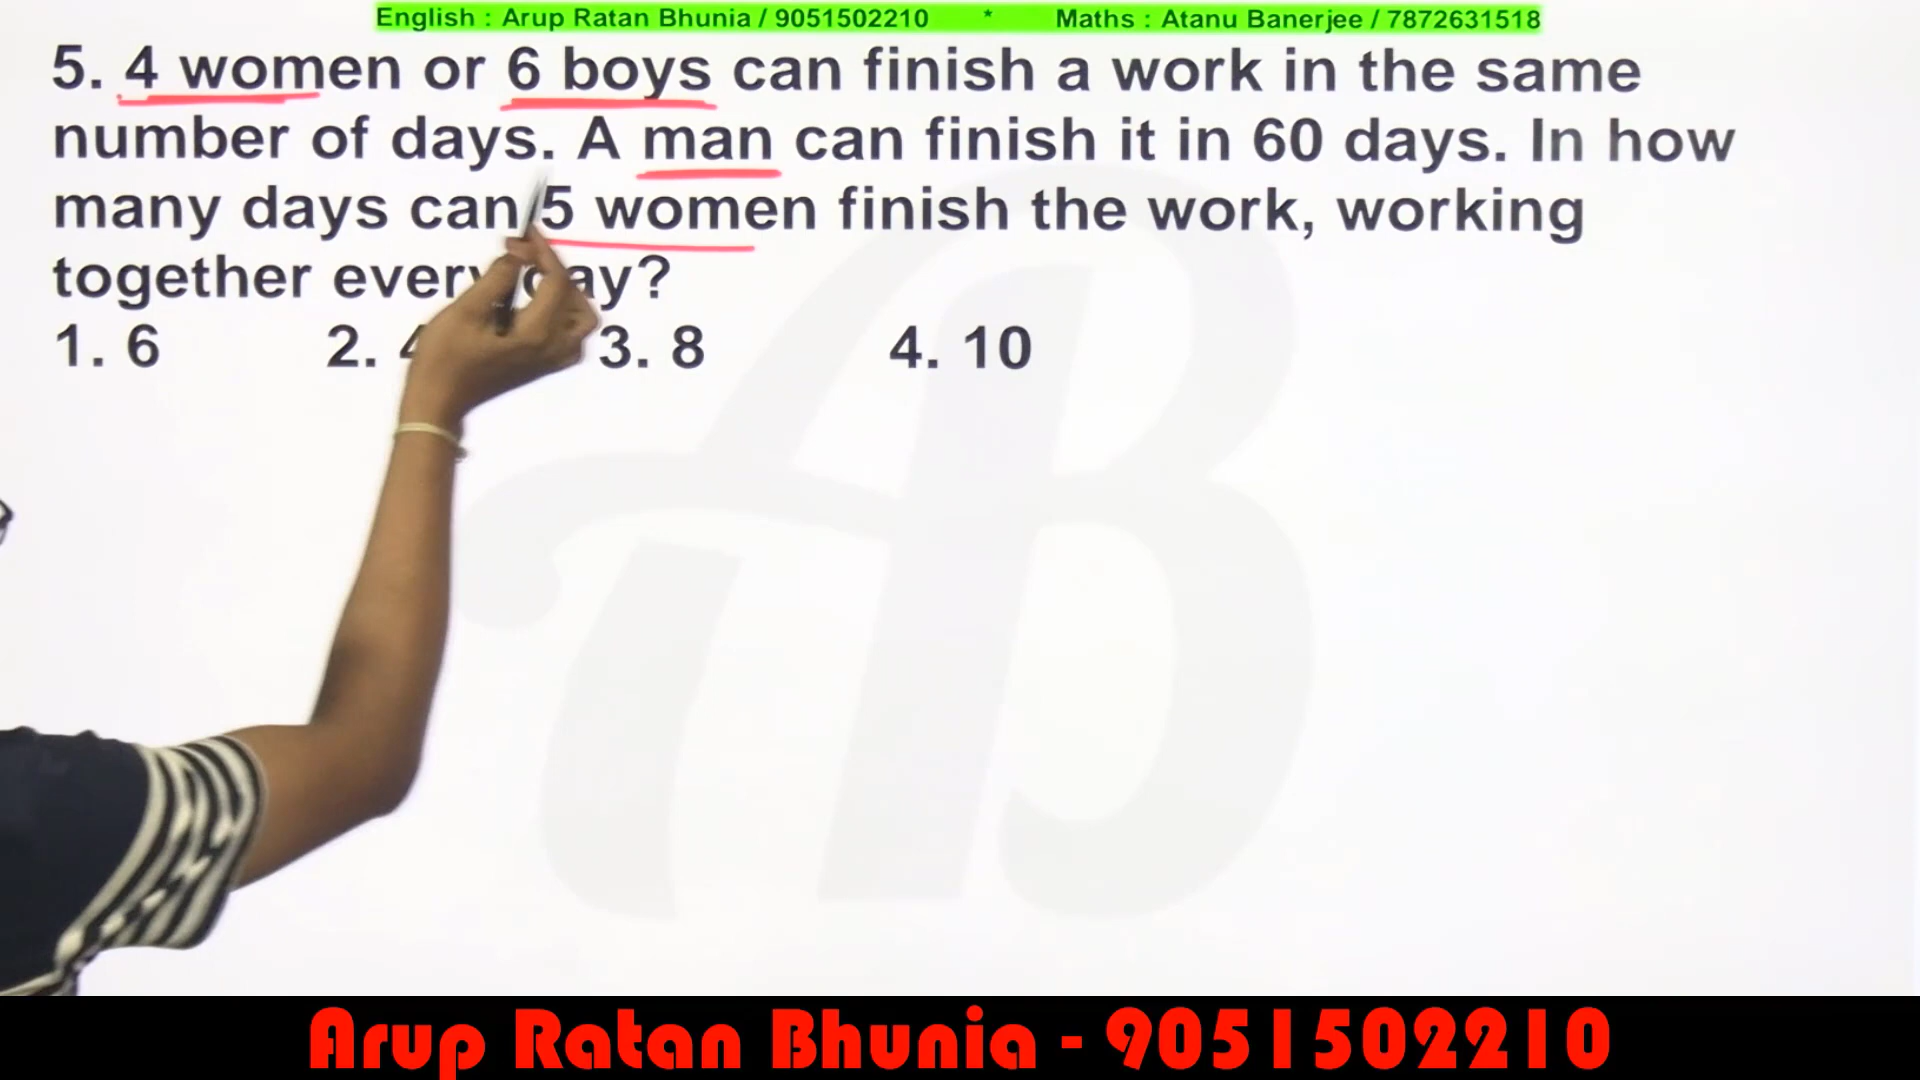 English : Arup Ratan Bhunia / 9051502210 * Maths : Atanu Banerjee / 7872631518
5. 4 women or 6 boys can finish a work in the same
number of days. A man can finish it in 60 days. In how
many days can 5 women finish the work, working
together day?
1. 6 2. 3. 8 4. 10
AB
Arup Ratan Bhunia - 9051502210